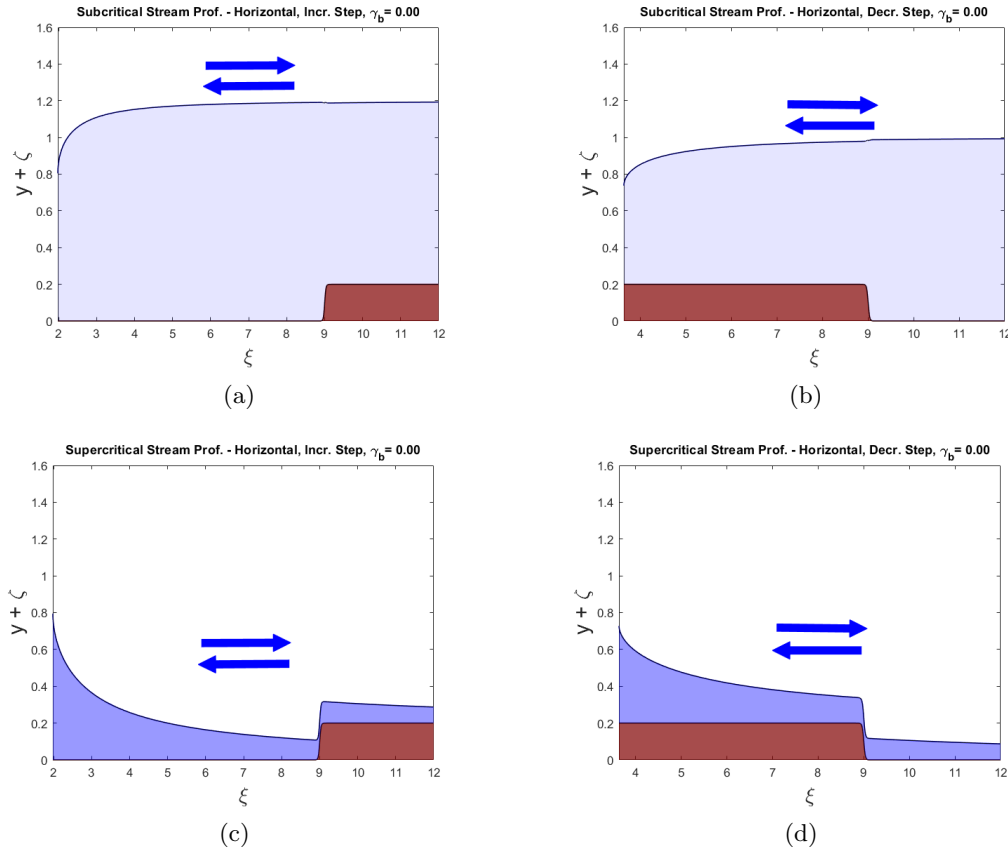 Subcritical Stream Prof. - Horizontal, Incr. Step, γ_b= 0.00
1.6
1.4
1.2
1
0.8
0.6
0.4
0.2
0
y + ζ
2 3 4 5 6 7 8 9 10 11 12
ξ
(a)
Subcritical Stream Prof. - Horizontal, Decr. Step, γ_b= 0.00
1.6
1.4
1.2
1
0.8
0.6
0.4
0.2
0
y + ζ
4 5 6 7 8 9 10 11 12
ξ
(b)
Supercritical Stream Prof. - Horizontal, Incr. Step, γ_b= 0.00
1.6
1.4
1.2
1
0.8
0.6
0.4
0.2
0
y + ζ
2 3 4 5 6 7 8 9 10 11 12
ξ
(c)
Supercritical Stream Prof. - Horizontal, Decr. Step, γ_b= 0.00
1.6
1.4
1.2
1
0.8
0.6
0.4
0.2
0
y + ζ
4 5 6 7 8 9 10 11 12
ξ
(d)